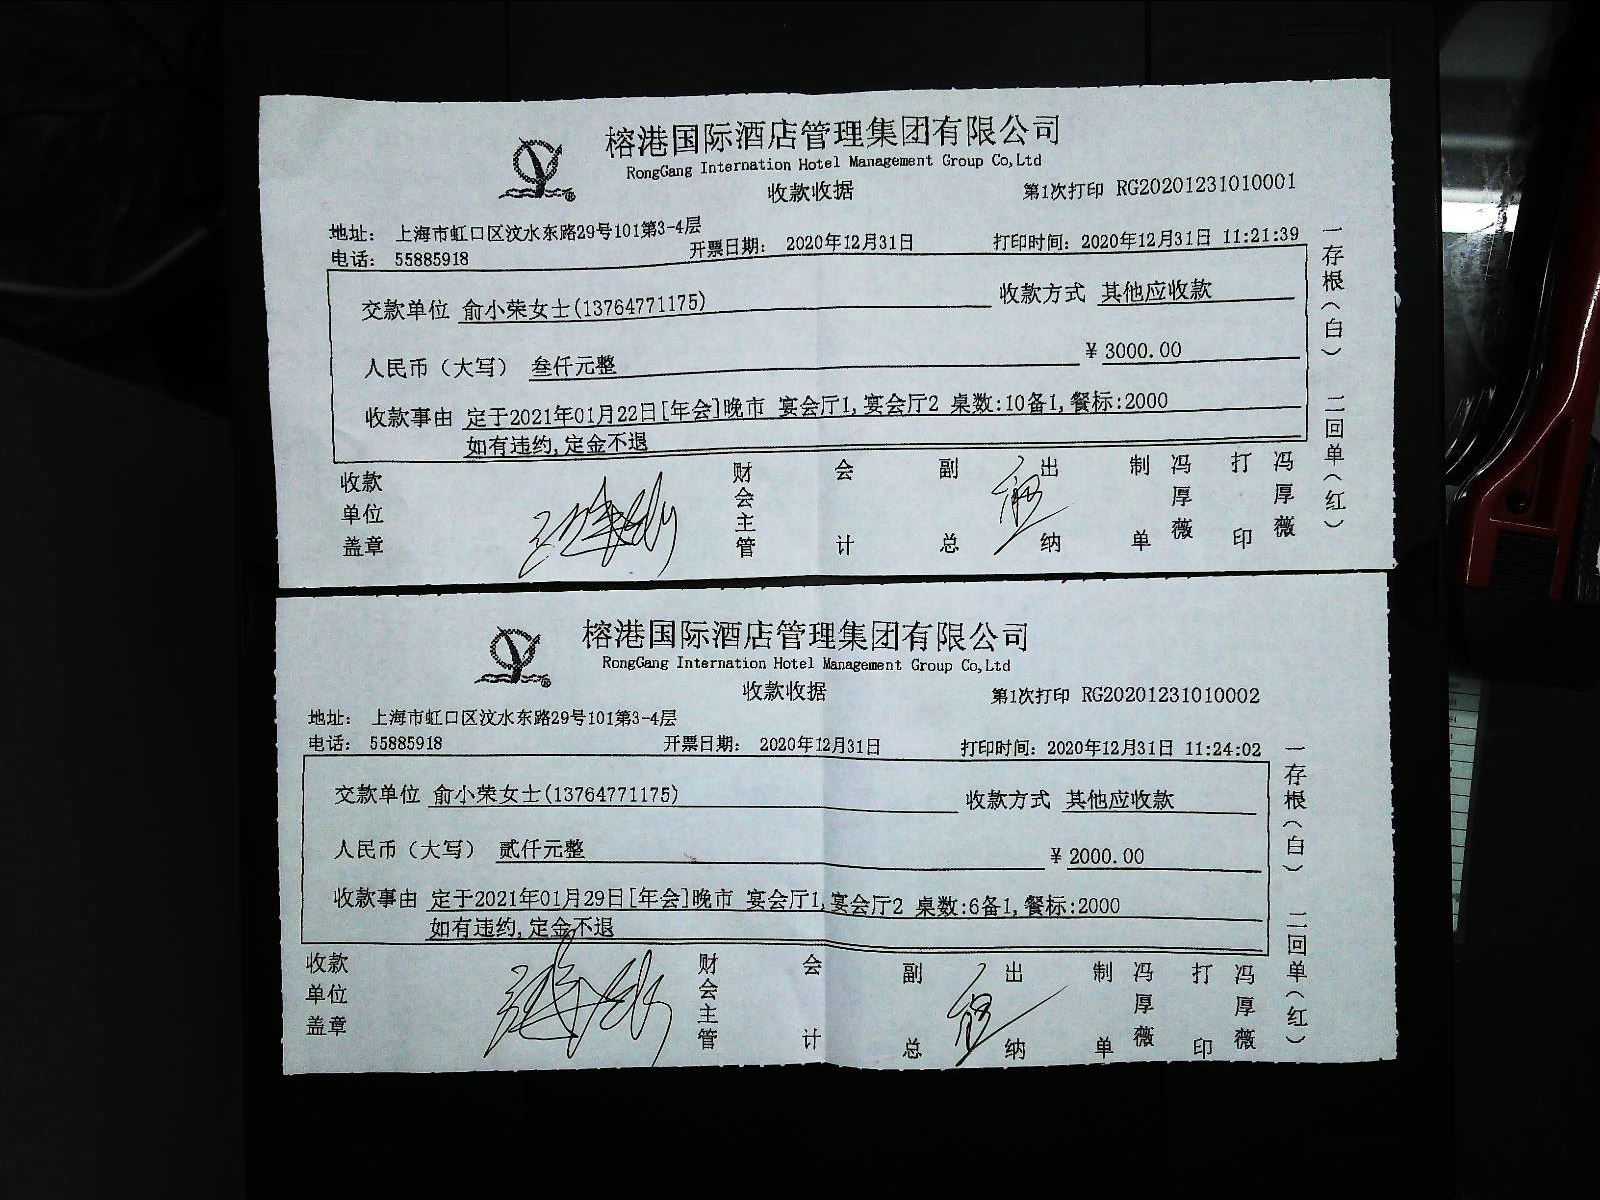 榕港国际酒店管理集团有限公司
RongGang Internation Hotel Management Group Co,Ltd
收款收据
第1次打印 RG20201231010001
地址： 上海市虹口区汶水东路29号101第3-4层
电话： 55885918
开票日期： 2020年12月31日
打印时间：2020年12月31日 11:21:39
交款单位 俞小荣女士(13764771175)
收款方式 其他应收款
人民币（大写） 叁仟元整
¥ 3000.00
收款事由 定于2021年01月22日[年会]晚市 宴会厅1,宴会厅2 桌数:10备1,餐标:2000
如有违约,定金不退
收款单位盖章
财会主管
会计
副总
出纳
制单
冯厚薇
打印
冯厚薇
一存根（白） 二回单（红）
榕港国际酒店管理集团有限公司
RongGang Internation Hotel Management Group Co,Ltd
收款收据
第1次打印 RG20201231010002
地址： 上海市虹口区汶水东路29号101第3-4层
电话： 55885918
开票日期： 2020年12月31日
打印时间：2020年12月31日 11:24:02
交款单位 俞小荣女士(13764771175)
收款方式 其他应收款
人民币（大写） 贰仟元整
¥ 2000.00
收款事由 定于2021年01月29日[年会]晚市 宴会厅1,宴会厅2 桌数:6备1,餐标:2000
如有违约,定金不退
收款单位盖章
财会主管
会计
副总
出纳
制单
冯厚薇
打印
冯厚薇
一存根（白） 二回单（红）